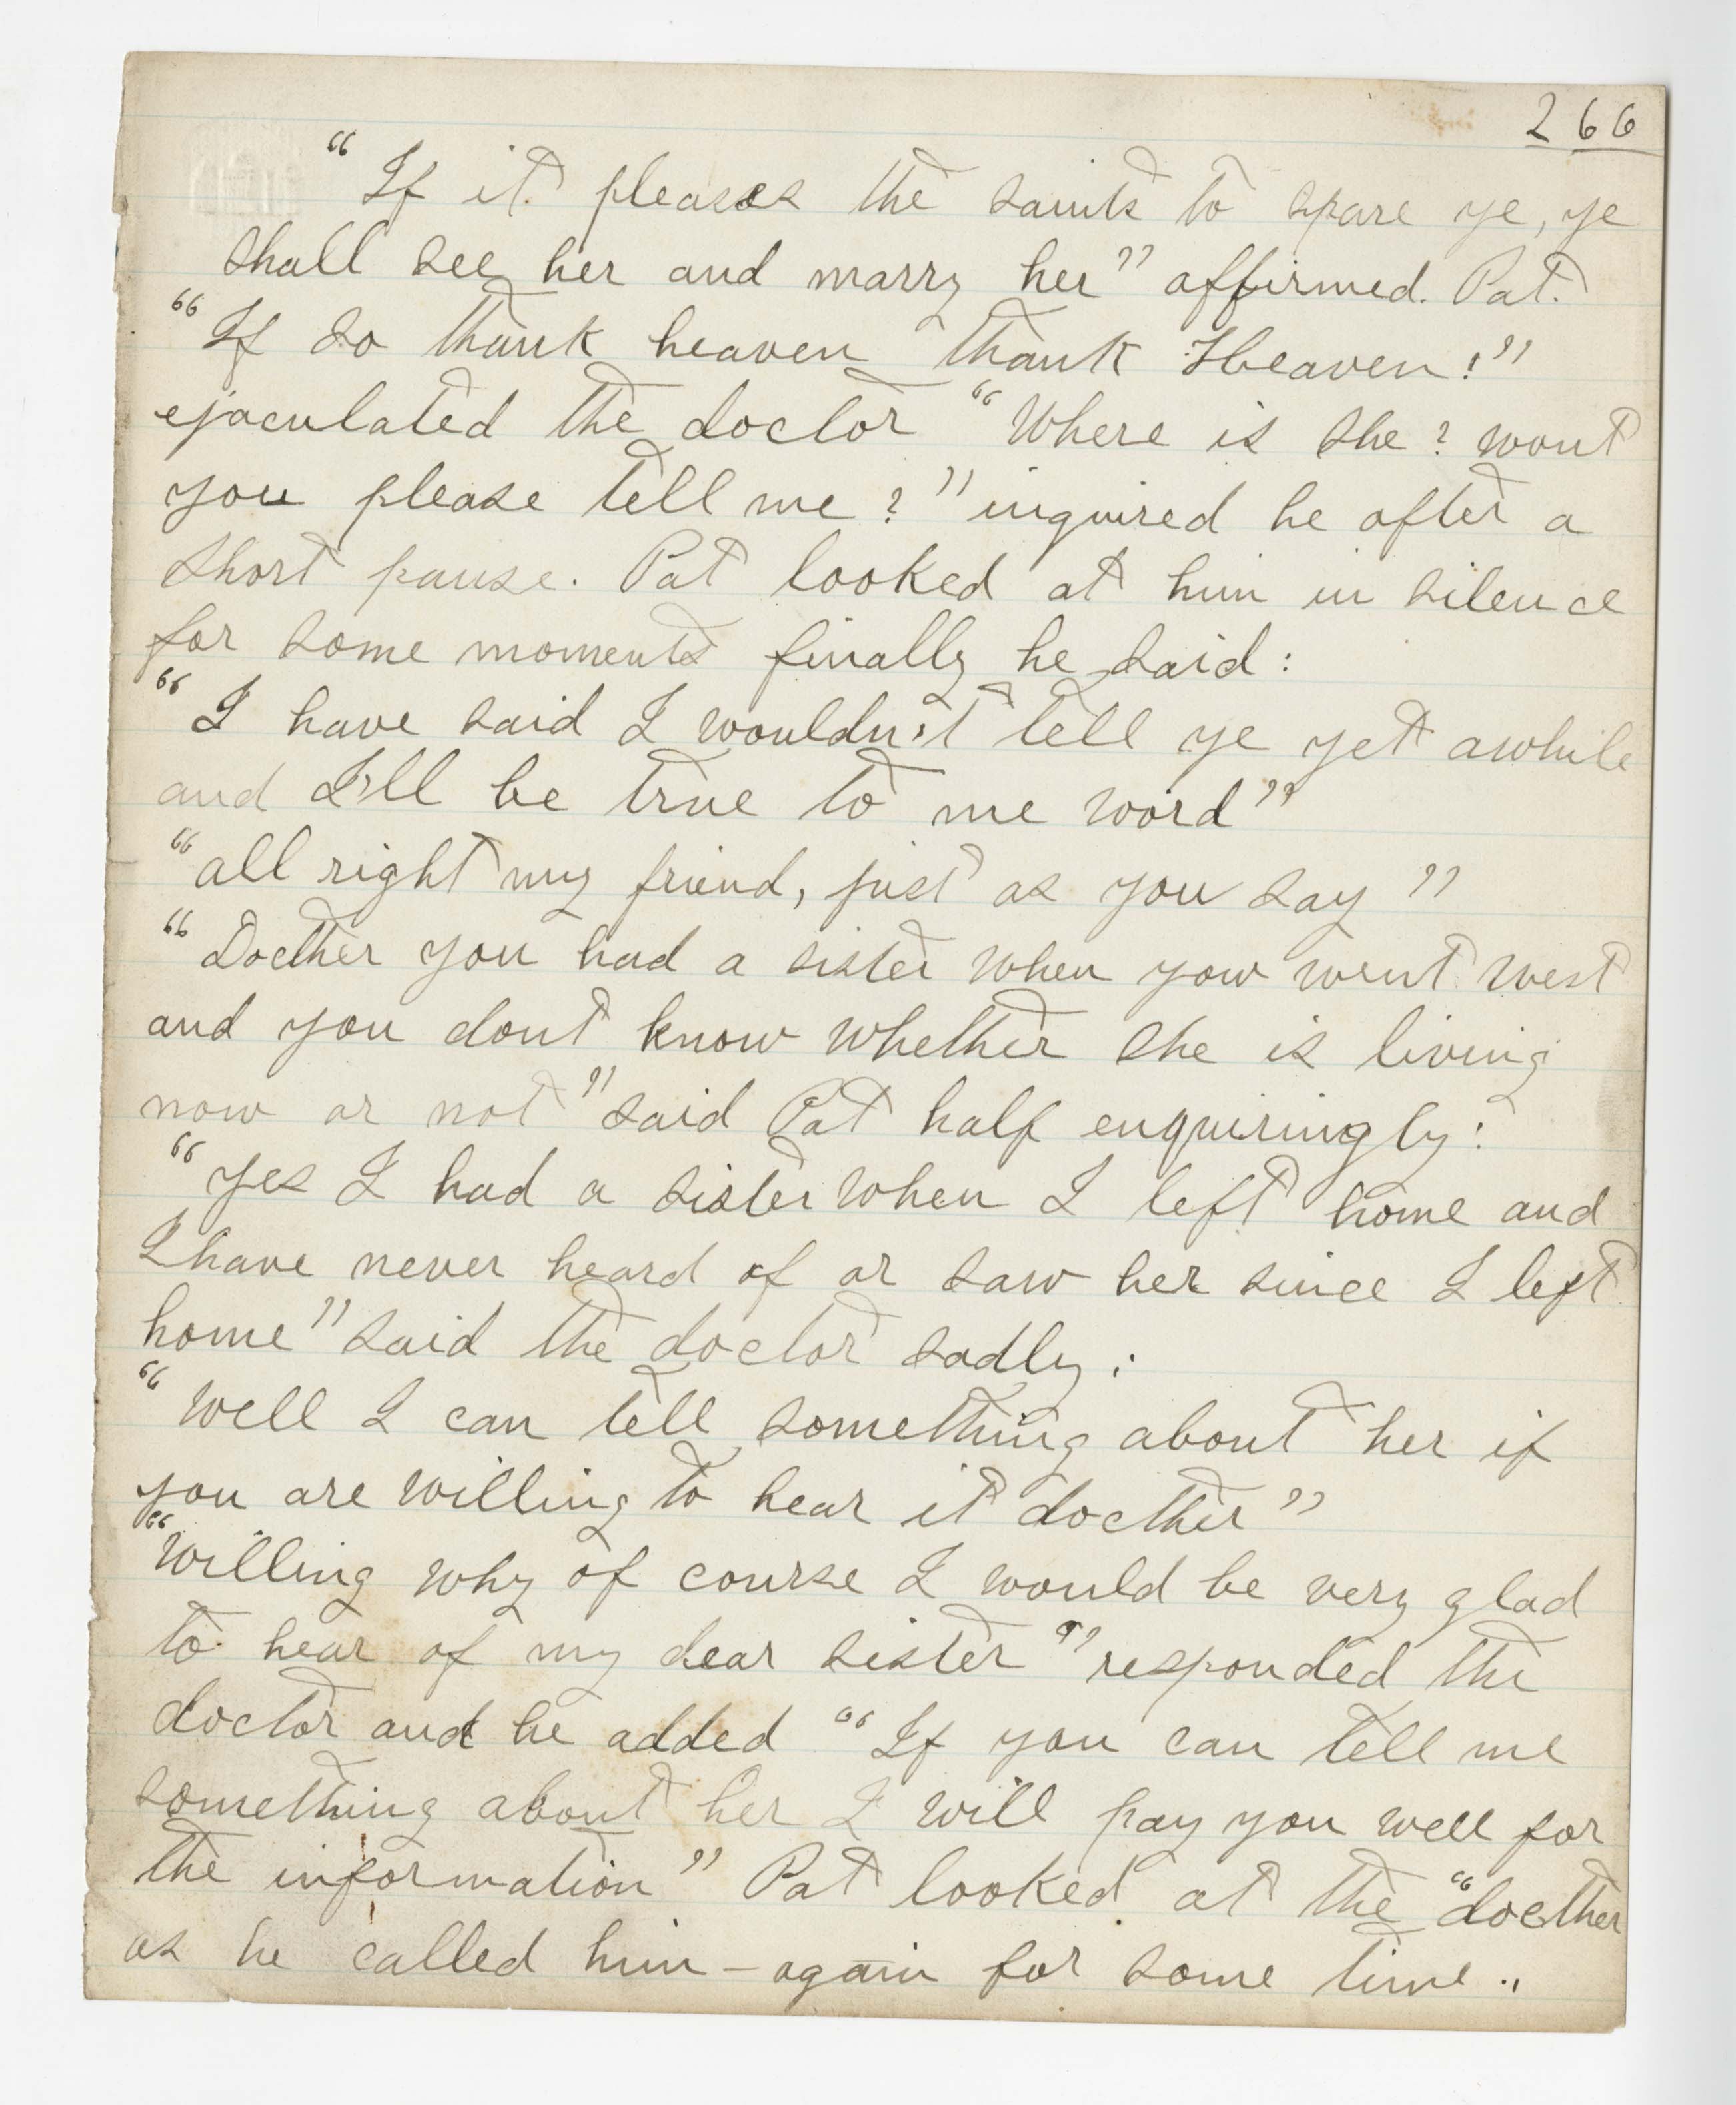 266
“If it. pleases the saints to spare ye, ye
shall see her and marry her” affirmed. Pat.
“If so thank heaven thank Heaven!”
ejaculated the doctor “Where is she? wont
you please tell me?” inquired he after a
short pause. Pat looked at him in silence
for some moments finally he said:
“I have said I wouldn't tell ye yet awhile
and I'll be true to me word”
“all right my friend, just as you say”
“Docther you had a sister when yow went west
and you dont know whether she is living
now or not” said Pat half enquiringly:
“yes I had a sister when I left home and
I have never heard of or saw her since I left
home” said the doctor sadly:
“well I can tell something about her if
you are willing to hear it docther”
“willing why of course I would be very glad
to hear of my dear sister” responded the
doctor and he added “If you can tell me
something about her I will pay you well for
the information” Pat looked at the “docther
as he called him – again for some time..